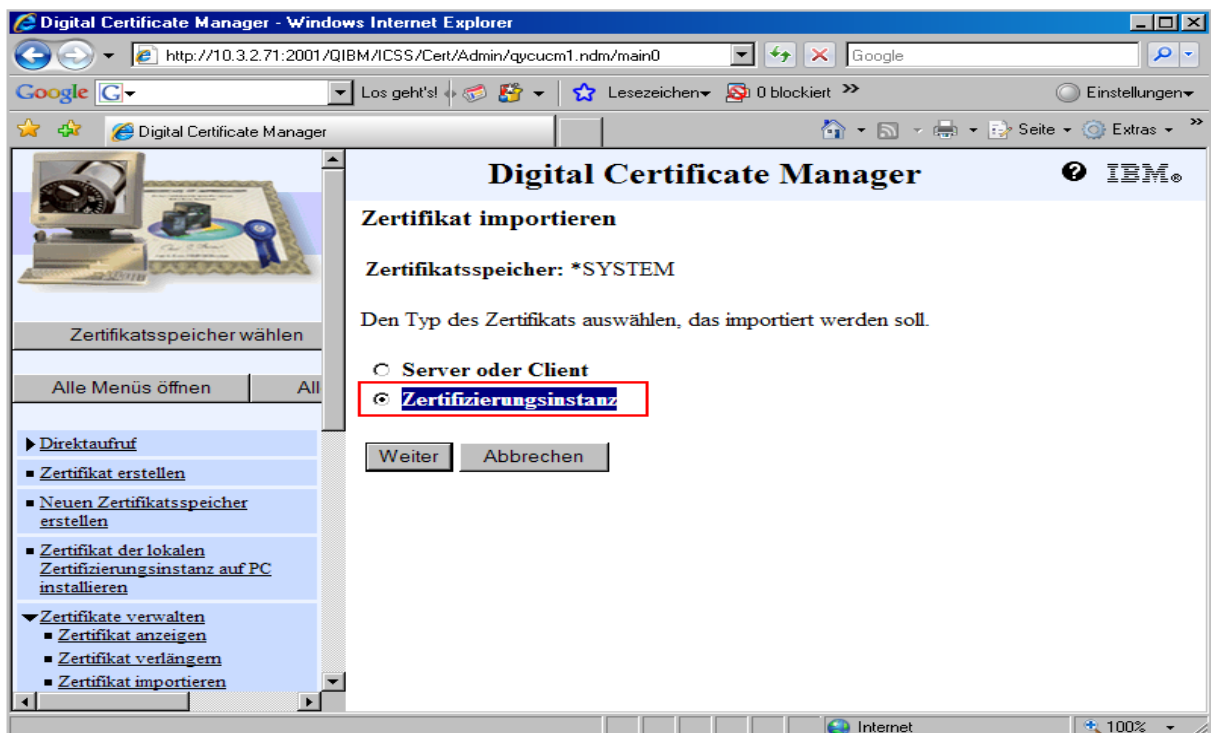 Digital Certificate Manager - Windows Internet Explorer
http://10.3.2.71:2001/QIBM/ICSS/Cert/Admin/qycucm1.ndm/main0
Google
Google G
Los geht's!
Lesezeichen
0 blockiert
Einstellungen
Digital Certificate Manager
Seite
Extras
Zertifikatsspeicher wählen
Alle Menüs öffnen
All
Direktaufruf
Zertifikat erstellen
Neuen Zertifikatsspeicher
erstellen
Zertifikat der lokalen
Zertifizierungsinstanz auf PC
installieren
Zertifikate verwalten
Zertifikat anzeigen
Zertifikat verlängern
Zertifikat importieren
Digital Certificate Manager
IBM®
Zertifikat importieren
Zertifikatsspeicher: *SYSTEM
Den Typ des Zertifikats auswählen, das importiert werden soll.
Server oder Client
Zertifizierungsinstanz
Weiter
Abbrechen
Internet
100%